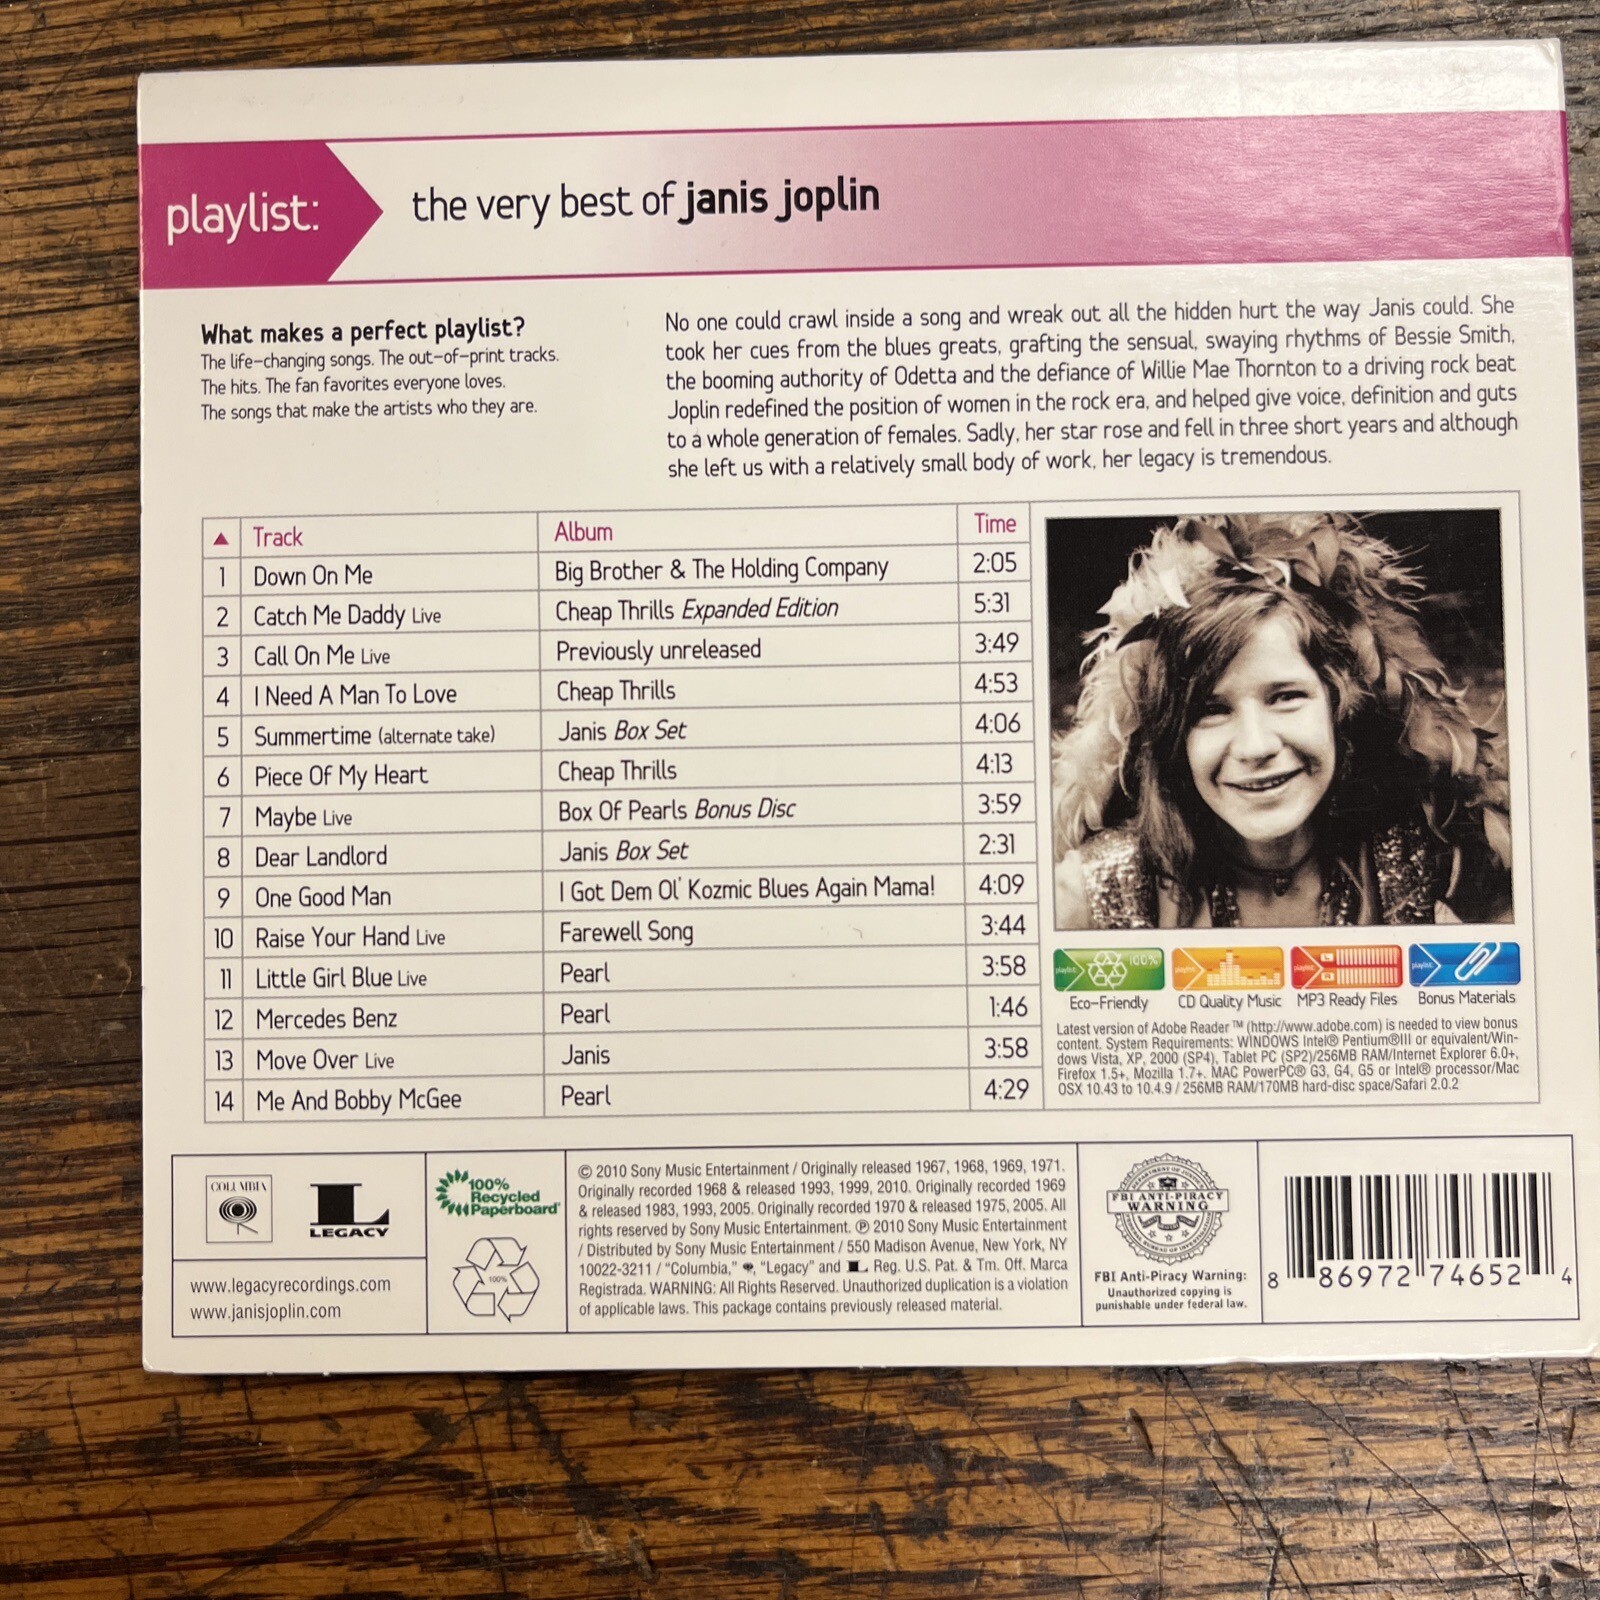 playlist:
the very best of janis joplin
What makes a perfect playlist?
The life-changing songs. The out-of-print tracks.
The hits. The fan favorites everyone loves.
The songs that make the artists who they are.
No one could crawl inside a song and wreak out all the hidden hurt the way Janis could. She
took her cues from the blues greats, grafting the sensual, swaying rhythms of Bessie Smith,
the booming authority of Odetta and the defiance of Willie Mae Thornton to a driving rock beat
Joplin redefined the position of women in the rock era, and helped give voice, definition and guts
to a whole generation of females. Sadly, her star rose and fell in three short years and although
she left us with a relatively small body of work, her legacy is tremendous.
▲ Track Album Time
1 Down On Me Big Brother & The Holding Company 2:05
2 Catch Me Daddy Live Cheap Thrills Expanded Edition 5:31
3 Call On Me Live Previously unreleased 3:49
4 I Need A Man To Love Cheap Thrills 4:53
5 Summertime (alternate take) Janis Box Set 4:06
6 Piece Of My Heart Cheap Thrills 4:13
7 Maybe Live Box Of Pearls Bonus Disc 3:59
8 Dear Landlord Janis Box Set 2:31
9 One Good Man I Got Dem Ol' Kozmic Blues Again Mama! 4:09
10 Raise Your Hand Live Farewell Song 3:44
11 Little Girl Blue Live Pearl 3:58
12 Mercedes Benz Pearl 1:46
13 Move Over Live Janis 3:58
14 Me And Bobby McGee Pearl 4:29
playlist: 100% playlist: playlist: L R playlist:
Eco-Friendly CD Quality Music MP3 Ready Files Bonus Materials
Latest version of Adobe Reader™ (http://www.adobe.com) is needed to view bonus
content. System Requirements: WINDOWS Intel® Pentium®III or equivalent/Win-
dows Vista, XP, 2000 (SP4), Tablet PC (SP2)/256MB RAM/Internet Explorer 6.0+,
Firefox 1.5+, Mozilla 1.7+. MAC PowerPC® G3, G4, G5 or Intel® processor/Mac
OSX 10.43 to 10.4.9 / 256MB RAM/170MB hard-disc space/Safari 2.0.2
COLUMBIA
L
LEGACY
www.legacyrecordings.com
www.janisjoplin.com
100%
Recycled
Paperboard
100%
© 2010 Sony Music Entertainment / Originally released 1967, 1968, 1969, 1971.
Originally recorded 1968 & released 1993, 1999, 2010. Originally recorded 1969
& released 1983, 1993, 2005. Originally recorded 1970 & released 1975, 2005. All
rights reserved by Sony Music Entertainment. ℗ 2010 Sony Music Entertainment
/ Distributed by Sony Music Entertainment / 550 Madison Avenue, New York, NY
10022-3211 / "Columbia," , "Legacy" and L Reg. U.S. Pat. & Tm. Off. Marca
Registrada. WARNING: All Rights Reserved. Unauthorized duplication is a violation
of applicable laws. This package contains previously released material.
DEPARTMENT OF JUSTICE
FBI ANTI-PIRACY
WARNING
FEDERAL BUREAU OF INVESTIGATION
FBI Anti-Piracy Warning:
Unauthorized copying is
punishable under federal law.
8 86972 74652 4